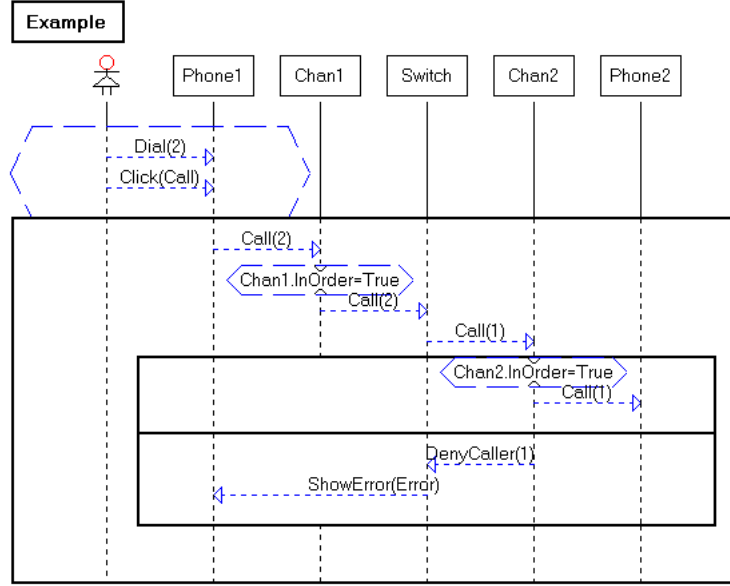 Example
Phone1
Chan1
Switch
Chan2
Phone2
Dial(2)
Click(Call)
Call(2)
Chan1.InOrder=True
Call(2)
Call(1)
Chan2.InOrder=True
Call(1)
DenyCaller(1)
ShowError(Error)